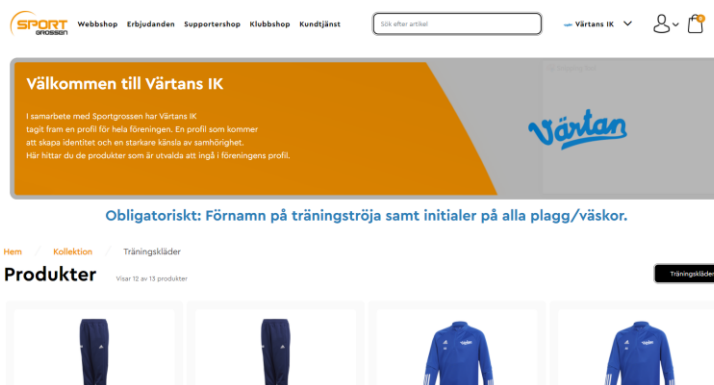 SPORT
GROSSEN
Webbshop Erbjudanden Supportershop Klubbshop Kundtjänst
Sök efter artikel
Värtans IK
0
Välkommen till Värtans IK
I samarbete med Sportgrossen har Värtans IK
tagit fram en profil för hela föreningen. En profil som kommer
att skapa identitet och en starkare känsla av samhörighet.
Här hittar du de produkter som är utvalda att ingå i föreningens profil.
Värtan
Obligatoriskt: Förnamn på träningströja samt initialer på alla plagg/väskor.
Hem / Kollektion / Träningskläder
Produkter
Visar 12 av 13 produkter
Träningskläder